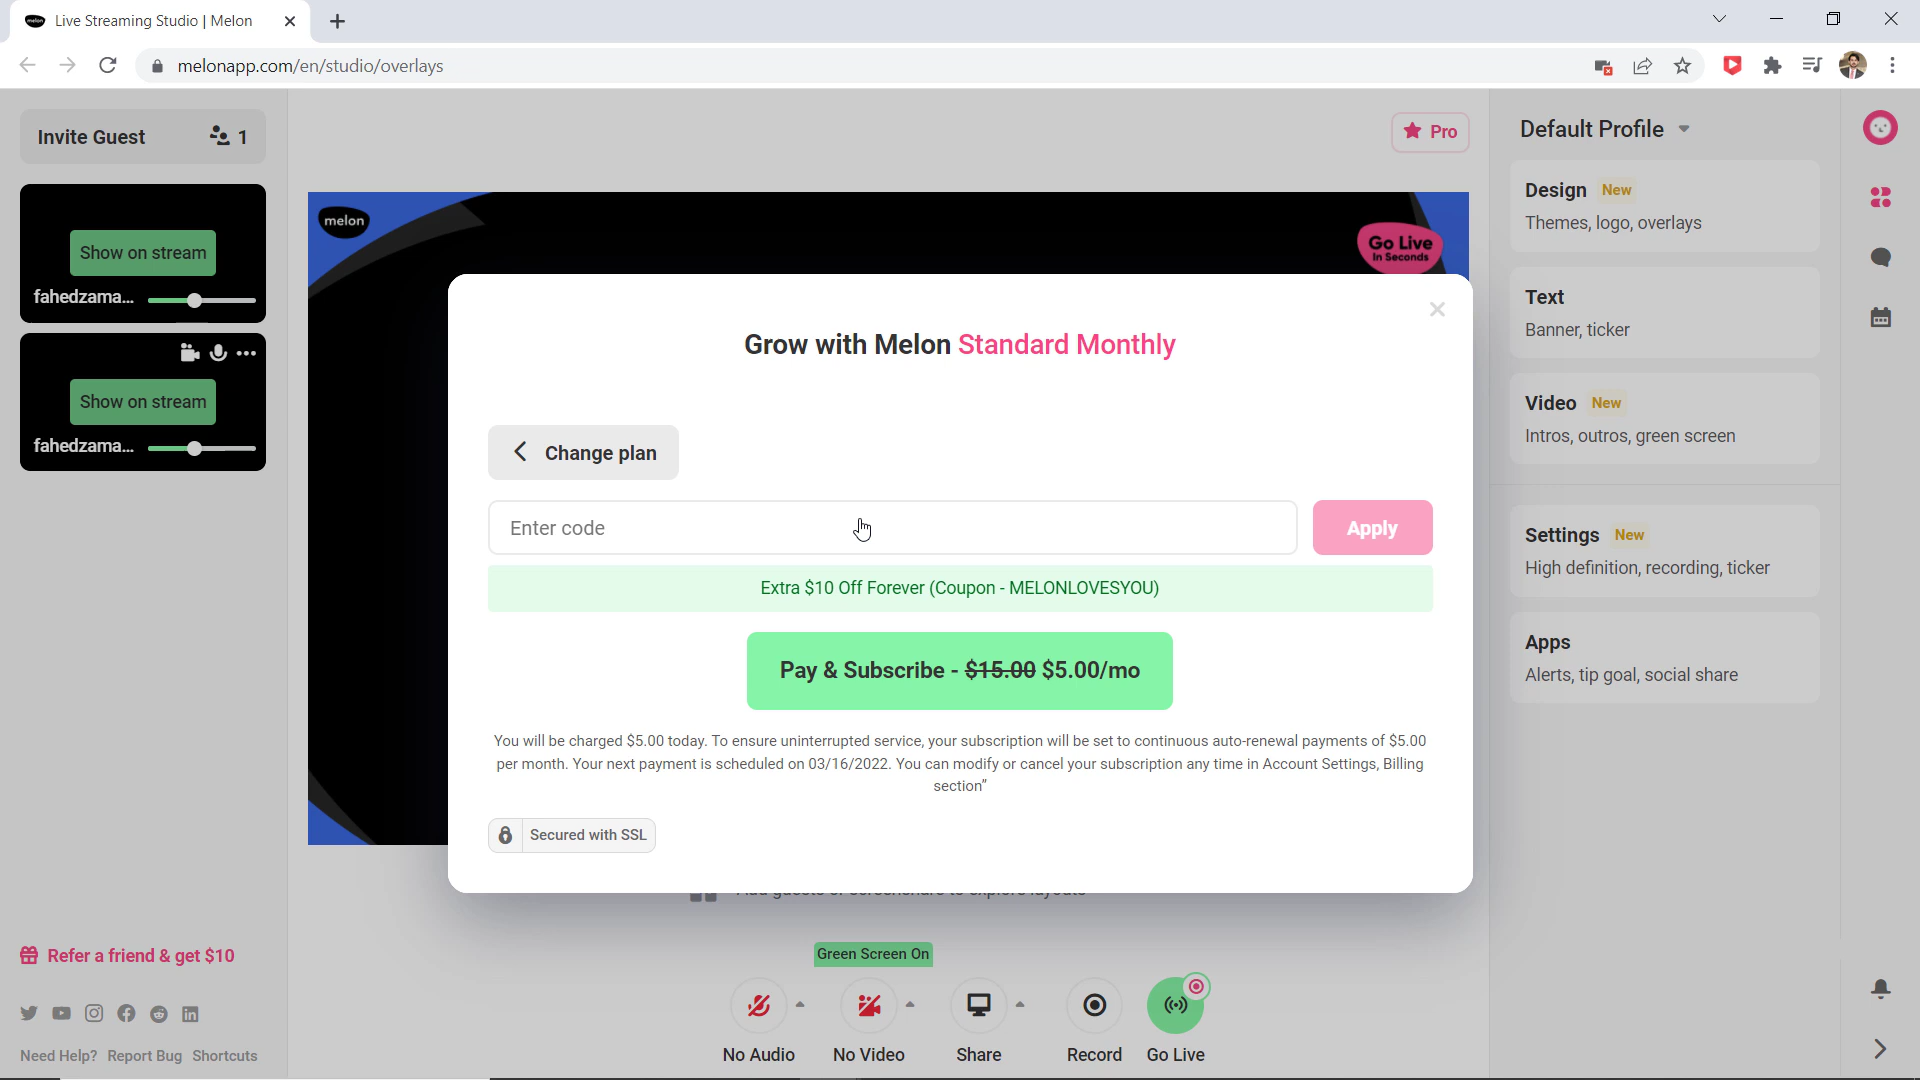 Live Streaming Studio | Melon
melonapp.com/en/studio/overlays
Invite Guest 1
Show on stream
fahedzama...
Show on stream
fahedzama...
Refer a friend & get $10
Need Help? Report Bug Shortcuts
Pro
melon
Go Live
In Seconds
Grow with Melon Standard Monthly
Change plan
Enter code
Apply
Extra $10 Off Forever (Coupon - MELONLOVESYOU)
Pay & Subscribe - $15.00 $5.00/mo
You will be charged $5.00 today. To ensure uninterrupted service, your subscription will be set to continuous auto-renewal payments of $5.00
per month. Your next payment is scheduled on 03/16/2022. You can modify or cancel your subscription any time in Account Settings, Billing
section”
Secured with SSL
Green Screen On
No Audio
No Video
Share
Record
Go Live
Default Profile
Design New
Themes, logo, overlays
Text
Banner, ticker
Video New
Intros, outros, green screen
Settings New
High definition, recording, ticker
Apps
Alerts, tip goal, social share